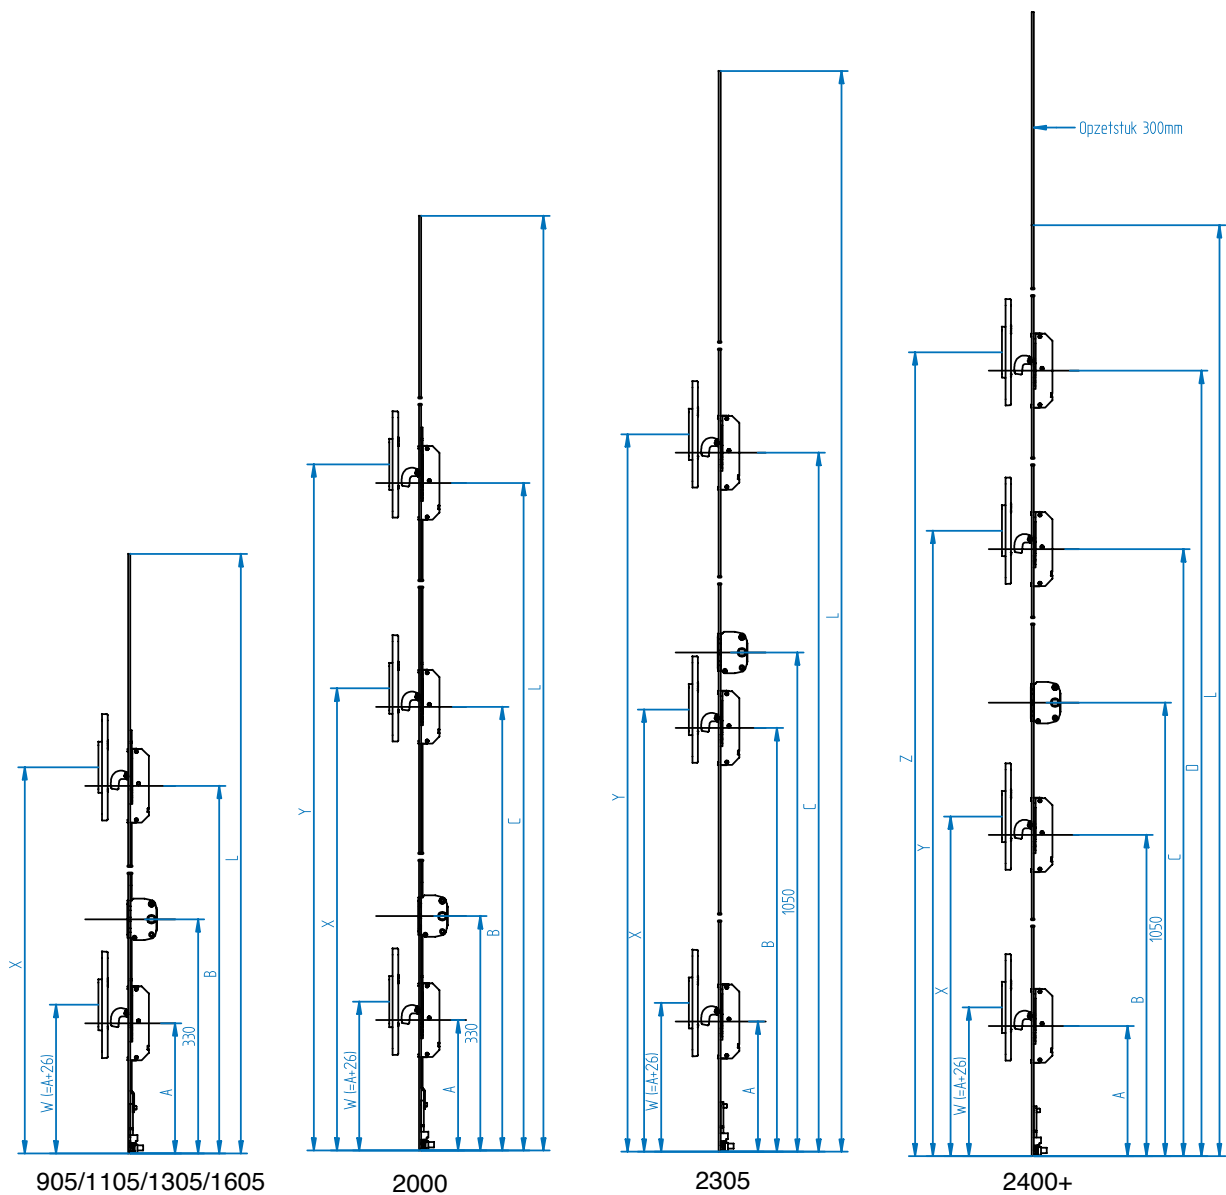 Opzetstuk 300mm
X
W (=A+26)
A
330
B
L
905/1105/1305/1605
Y
X
W (=A+26)
A
330
B
C
L
2000
Y
X
W (=A+26)
A
B
1050
C
L
2305
Z
Y
X
W (=A+26)
A
B
1050
C
D
L
2400+